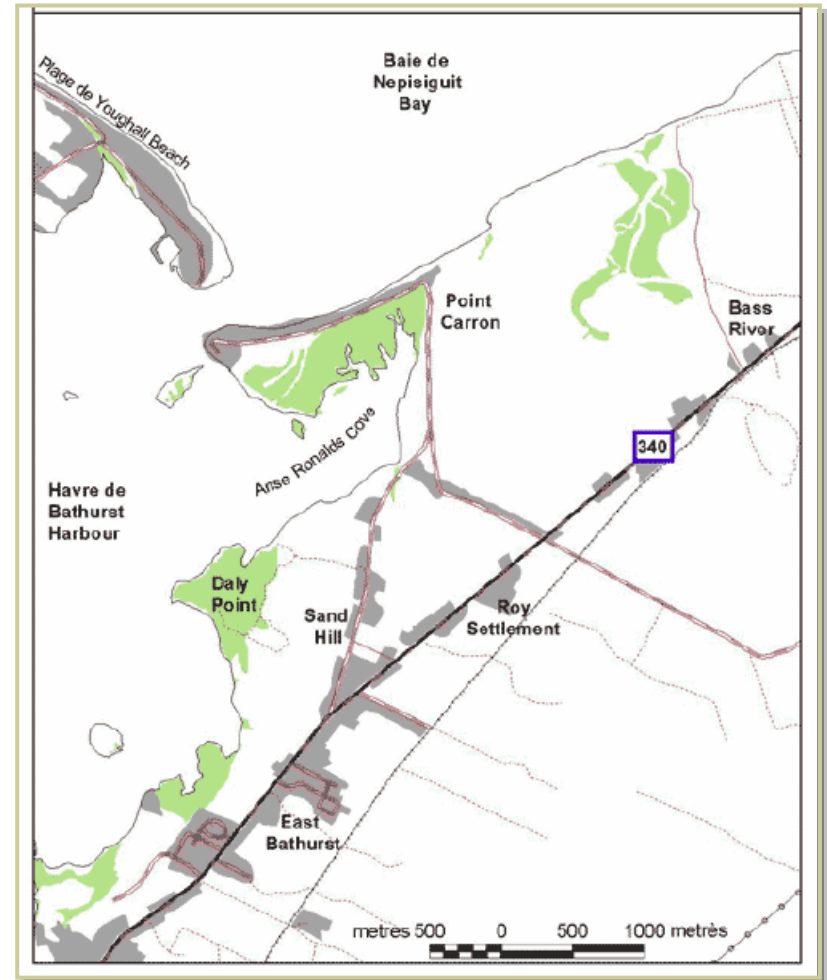 Baie de
Nepisiguit
Bay
Plage de Youghall Beach
Point
Carron
Bass
River
340
Anse Ronalds Cove
Havre de
Bathurst
Harbour
Daly
Point
Sand
Hill
Roy
Settlement
East
Bathurst
metres 500 0 500 1000 metrès